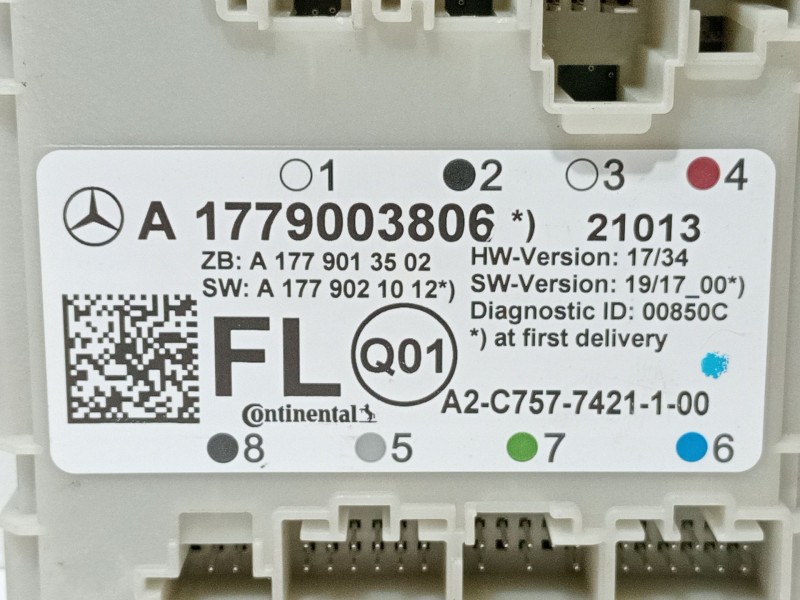 1 2 3 4
A 1779003806 *) 21013
ZB: A 177 901 35 02
SW: A 177 902 10 12*)
HW-Version: 17/34
SW-Version: 19/17_00*)
Diagnostic ID: 00850C
*) at first delivery
FL Q01
Continental
A2-C757-7421-1-00
8 5 7 6